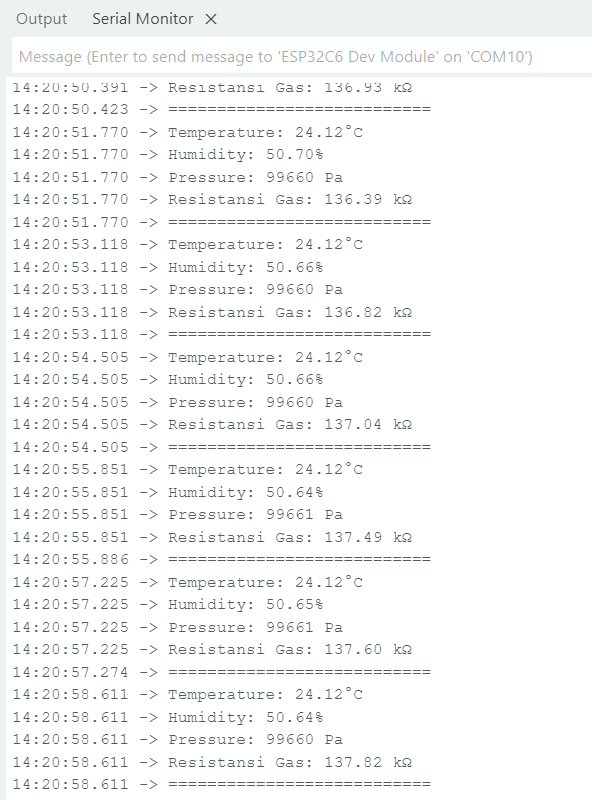 Output
Serial Monitor ×
Message (Enter to send message to 'ESP32C6 Dev Module' on 'COM10')
14:20:50.391 -> Resistansi Gas: 136.93 kΩ
14:20:50.423 -> ===========================
14:20:51.770 -> Temperature: 24.12°C
14:20:51.770 -> Humidity: 50.70%
14:20:51.770 -> Pressure: 99660 Pa
14:20:51.770 -> Resistansi Gas: 136.39 kΩ
14:20:51.770 -> ===========================
14:20:53.118 -> Temperature: 24.12°C
14:20:53.118 -> Humidity: 50.66%
14:20:53.118 -> Pressure: 99660 Pa
14:20:53.118 -> Resistansi Gas: 136.82 kΩ
14:20:53.118 -> ===========================
14:20:54.505 -> Temperature: 24.12°C
14:20:54.505 -> Humidity: 50.66%
14:20:54.505 -> Pressure: 99660 Pa
14:20:54.505 -> Resistansi Gas: 137.04 kΩ
14:20:54.505 -> ===========================
14:20:55.851 -> Temperature: 24.12°C
14:20:55.851 -> Humidity: 50.64%
14:20:55.851 -> Pressure: 99661 Pa
14:20:55.851 -> Resistansi Gas: 137.49 kΩ
14:20:55.886 -> ===========================
14:20:57.225 -> Temperature: 24.12°C
14:20:57.225 -> Humidity: 50.65%
14:20:57.225 -> Pressure: 99661 Pa
14:20:57.225 -> Resistansi Gas: 137.60 kΩ
14:20:57.274 -> ===========================
14:20:58.611 -> Temperature: 24.12°C
14:20:58.611 -> Humidity: 50.64%
14:20:58.611 -> Pressure: 99660 Pa
14:20:58.611 -> Resistansi Gas: 137.82 kΩ
14:20:58.611 -> ===========================